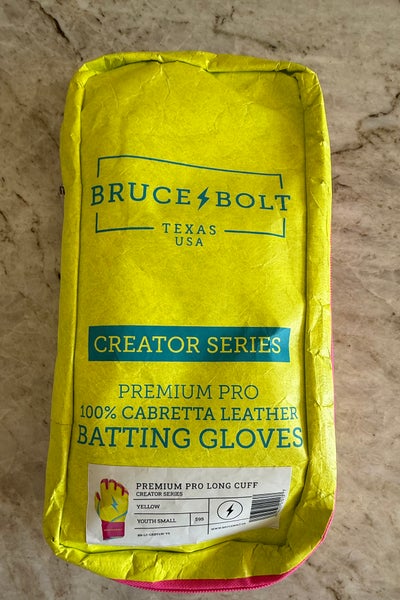 BRUCE BOLT
TEXAS
USA
CREATOR SERIES
PREMIUM PRO
100% CABRETTA LEATHER
BATTING GLOVES
PREMIUM PRO LONG CUFF
CREATOR SERIES
YELLOW
YOUTH SMALL